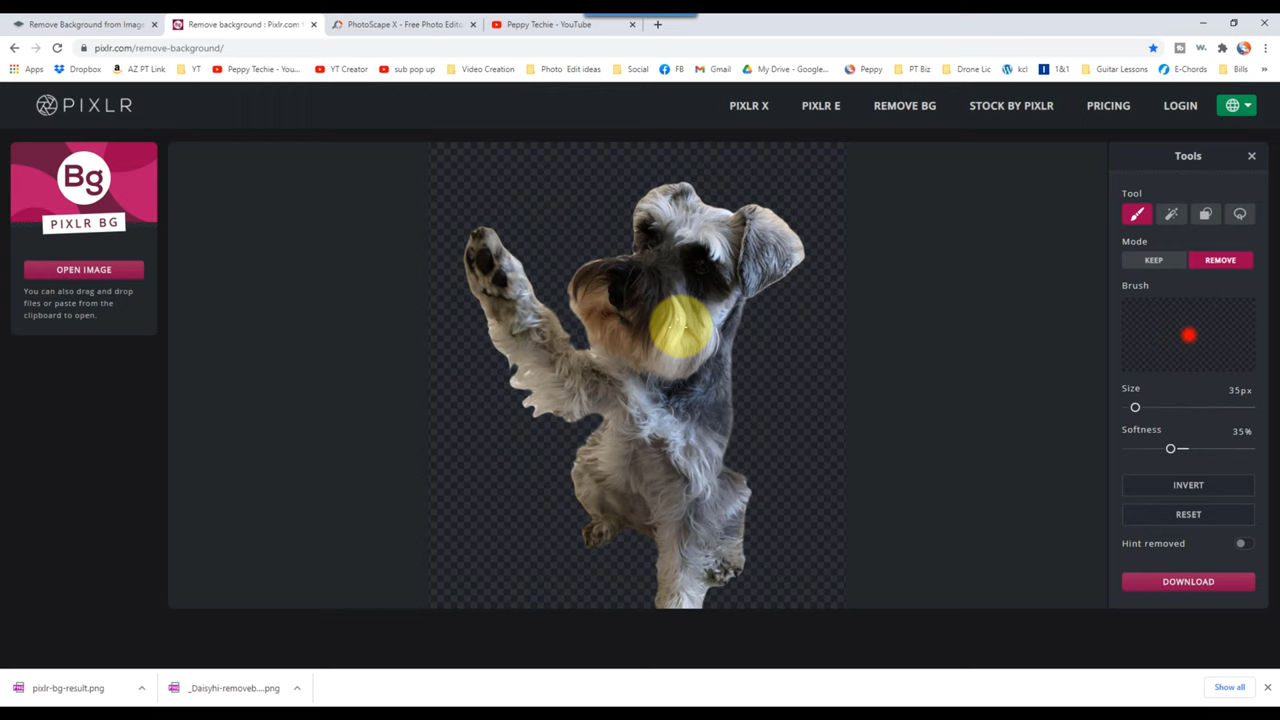 Remove Background from Image
Remove background : Pixlr.com f
PhotoScape X - Free Photo Edito
Peppy Techie - YouTube
pixlr.com/remove-background/
Apps
Dropbox
AZ PT Link
YT
Peppy Techie - You...
YT Creator
sub pop up
Video Creation
Photo Edit ideas
Social
FB
Gmail
My Drive - Google...
Peppy
PT Biz
Drone Lic
kcl
1&1
Guitar Lessons
E-Chords
Bills
»
PIXLR
PIXLR X
PIXLR E
REMOVE BG
STOCK BY PIXLR
PRICING
LOGIN
Bg
PIXLR BG
OPEN IMAGE
You can also drag and drop
files or paste from the
clipboard to open.
Tools
Tool
Mode
KEEP
REMOVE
Brush
Size
35px
Softness
35%
INVERT
RESET
Hint removed
DOWNLOAD
pixlr-bg-result.png
_Daisyhi-removeb....png
Show all